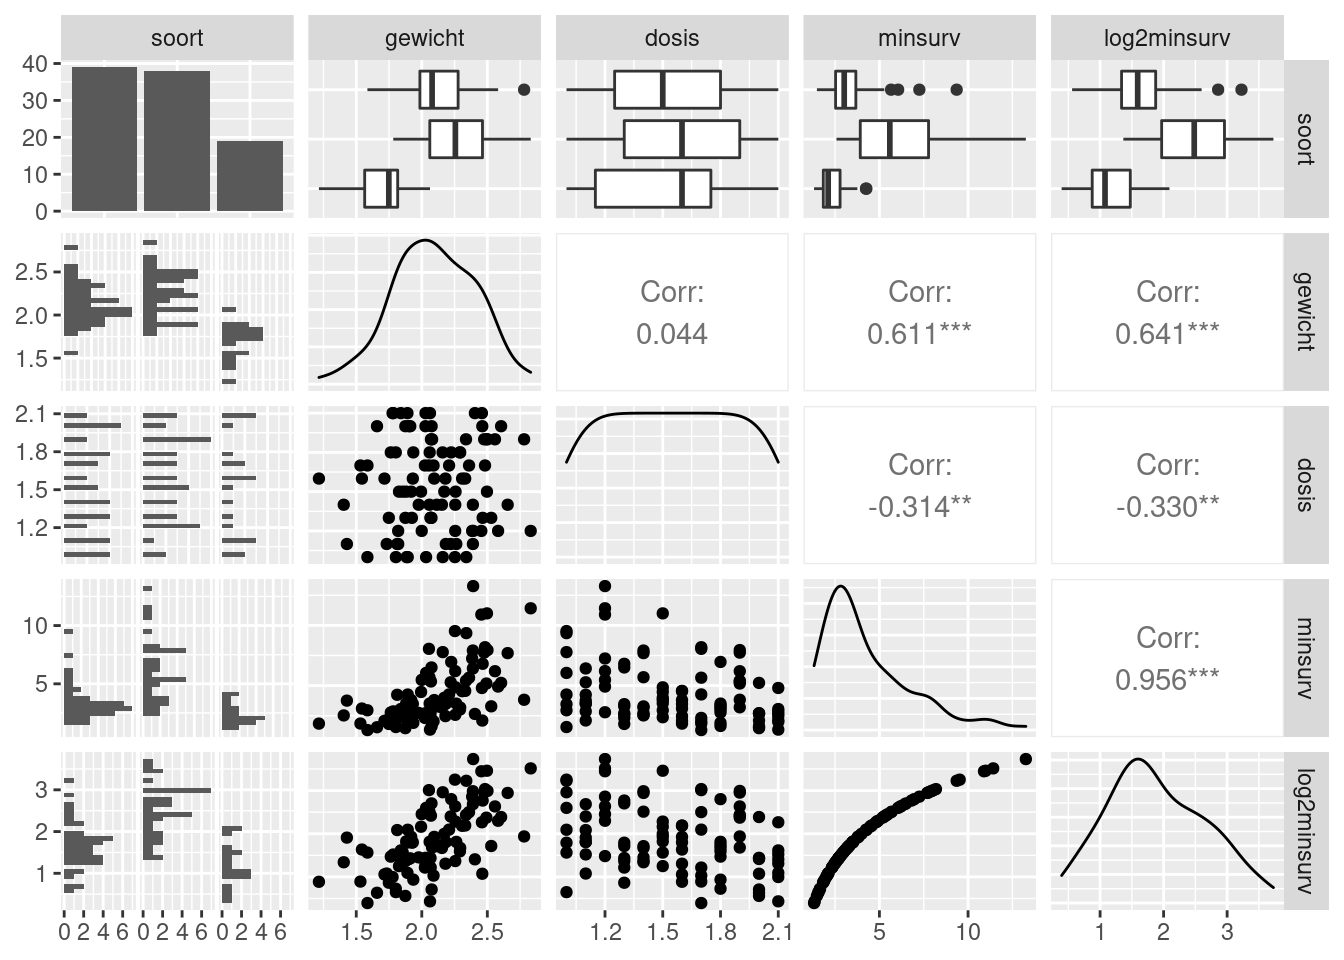 soort gewicht dosis minsurv log2minsurv
40
30
20
10
0
soort
2.5
2.0
1.5
Corr:
0.044
Corr:
0.611***
Corr:
0.641***
gewicht
2.1
1.8
1.5
1.2
Corr:
-0.314**
Corr:
-0.330**
dosis
10
5
Corr:
0.956***
minsurv
3
2
1
log2minsurv
0 2 4 6 0 2 4 6 0 2 4 6 1.5 2.0 2.5 1.2 1.5 1.8 2.1 5 10 1 2 3